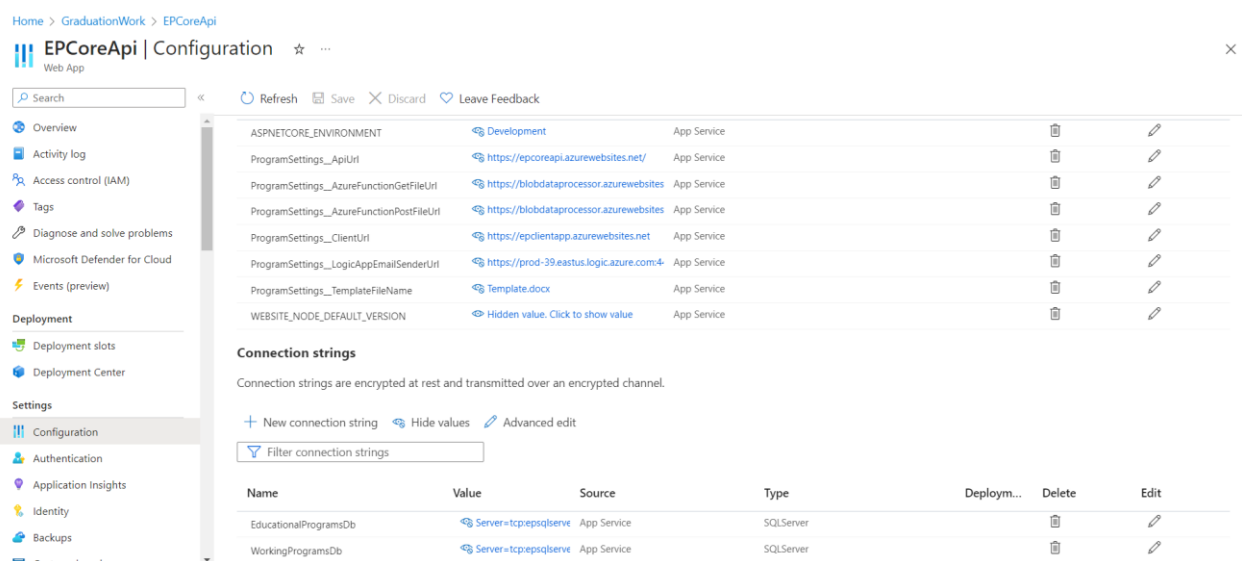 Home > GraduationWork > EPCoreApi
EPCoreApi | Configuration ☆ ...
Web App
Search
Refresh Save Discard Leave Feedback
Overview
Activity log
Access control (IAM)
Tags
Diagnose and solve problems
Microsoft Defender for Cloud
Events (preview)
Deployment
Deployment slots
Deployment Center
Settings
Configuration
Authentication
Application Insights
Identity
Backups
ASPNETCORE_ENVIRONMENT Development App Service
ProgramSettings__ApiUrl https://epcoreapi.azurewebsites.net/ App Service
ProgramSettings__AzureFunctionGetFileUrl https://blobdataprocessor.azurewebsites App Service
ProgramSettings__AzureFunctionPostFileUrl https://blobdataprocessor.azurewebsites App Service
ProgramSettings__ClientUrl https://epclientapp.azurewebsites.net App Service
ProgramSettings__LogicAppEmailSenderUrl https://prod-39.eastus.logic.azure.com:4 App Service
ProgramSettings__TemplateFileName Template.docx App Service
WEBSITE_NODE_DEFAULT_VERSION Hidden value. Click to show value App Service
Connection strings
Connection strings are encrypted at rest and transmitted over an encrypted channel.
New connection string Hide values Advanced edit
Filter connection strings
Name Value Source Type Deploym... Delete Edit
EducationalProgramsDb Server=tcp:epsqlserve App Service SQLServer
WorkingProgramsDb Server=tcp:epsqlserve App Service SQLServer